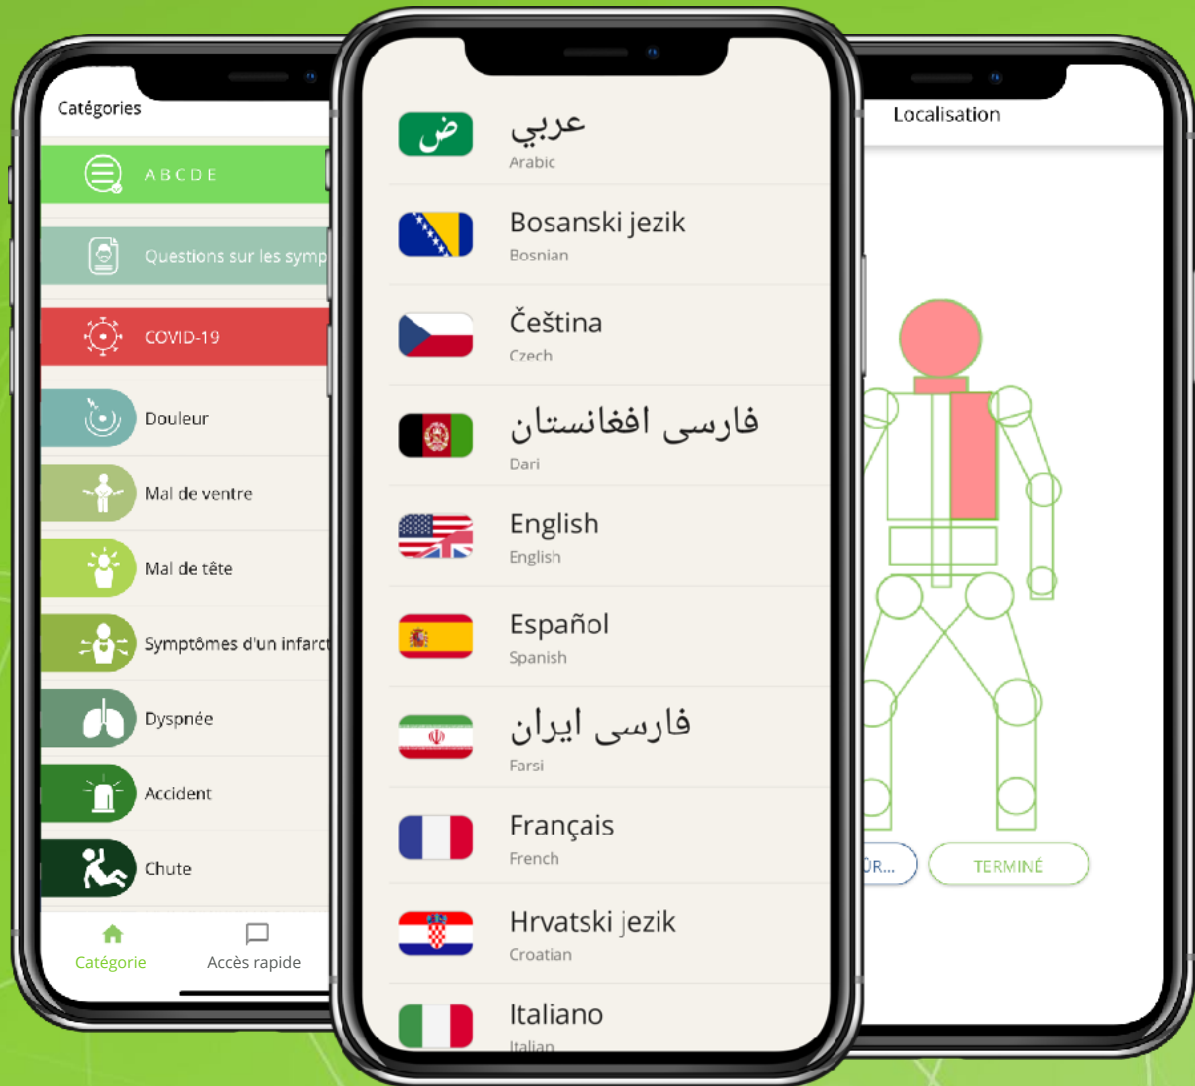 Catégories
A B C D E
Questions sur les symp
COVID-19
Douleur
Mal de ventre
Mal de tête
Symptômes d'un infarct
Dyspnée
Accident
Chute
Catégorie
Accès rapide
ض
عربي
Arabic
Bosanski jezik
Bosnian
Čeština
Czech
فارسی افغانستان
Dari
English
English
Español
Spanish
فارسی ایران
Farsi
Français
French
Hrvatski jezik
Croatian
Italiano
Italian
Localisation
ÛR...
TERMINÉ